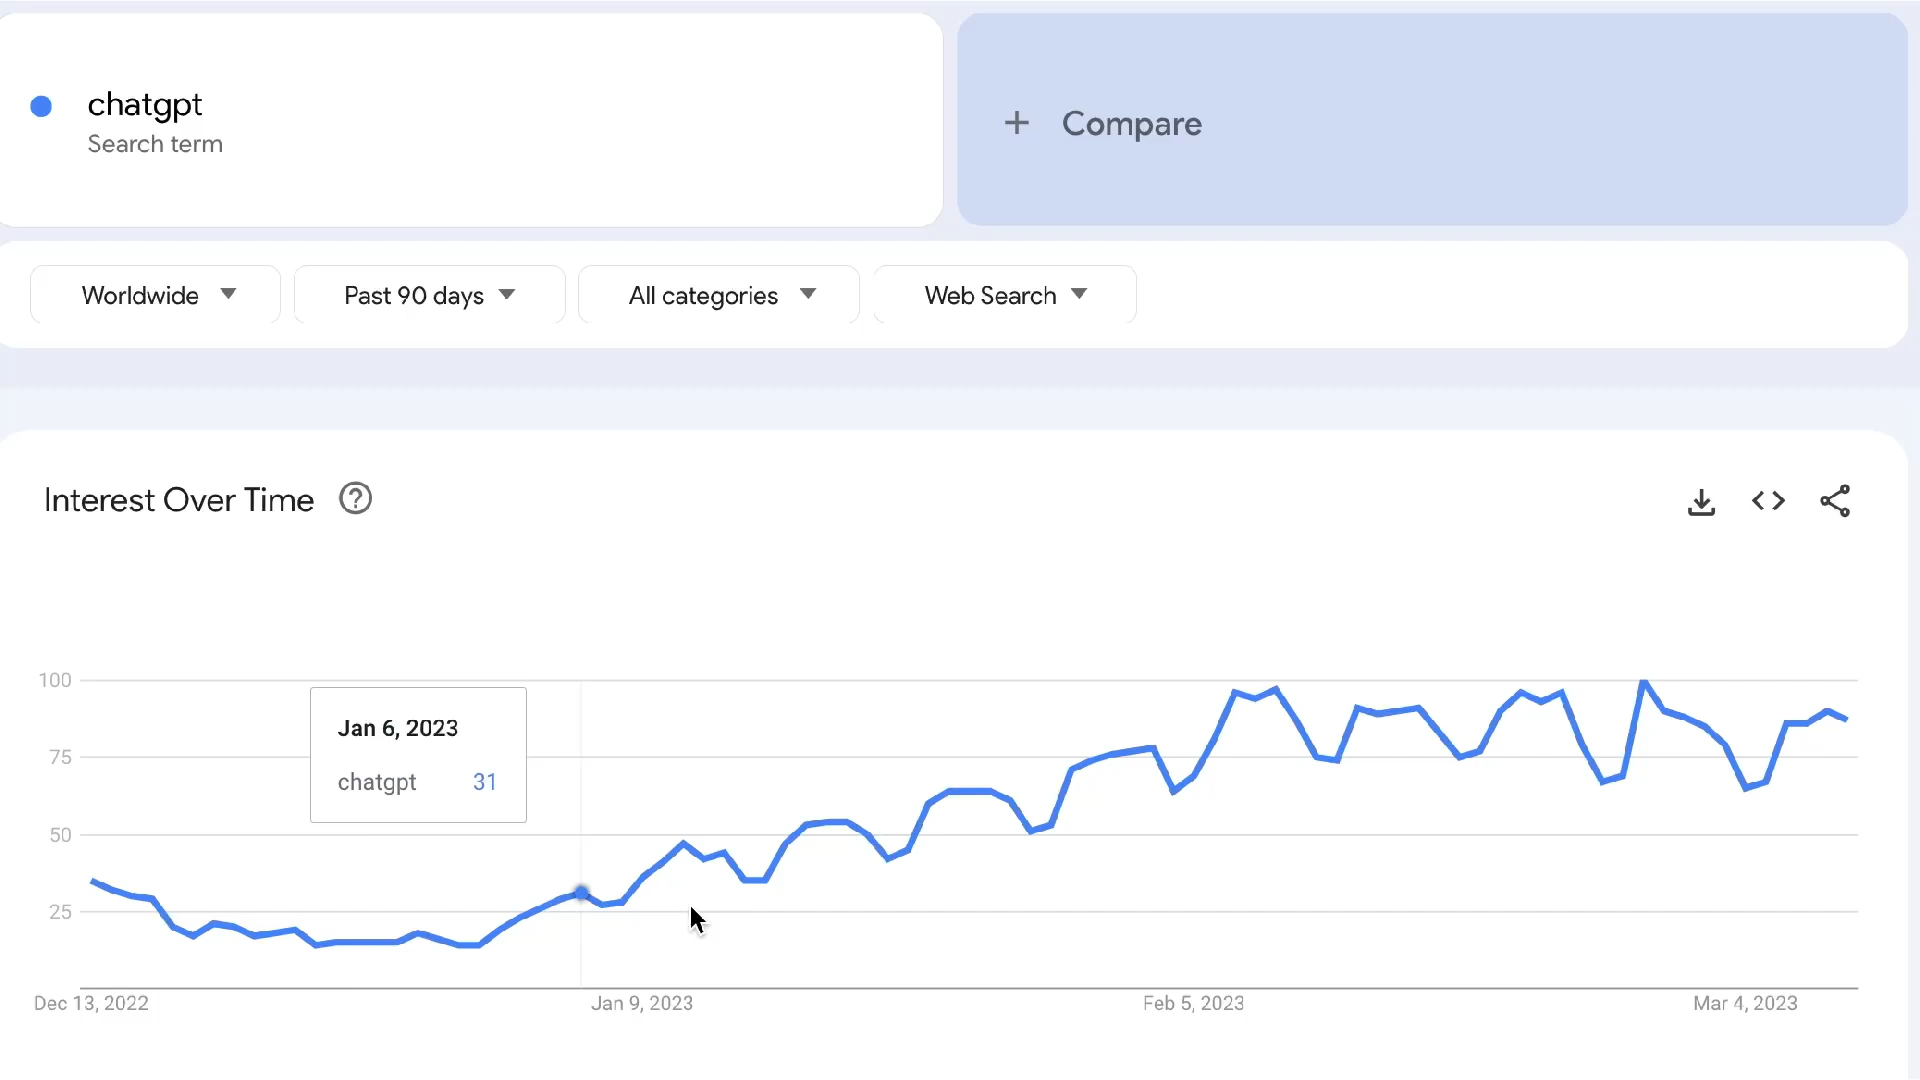 chatgpt
Search term
+ Compare
Worldwide
Past 90 days
All categories
Web Search
Interest Over Time ?
100
75
50
25
Jan 6, 2023
chatgpt 31
Dec 13, 2022
Jan 9, 2023
Feb 5, 2023
Mar 4, 2023